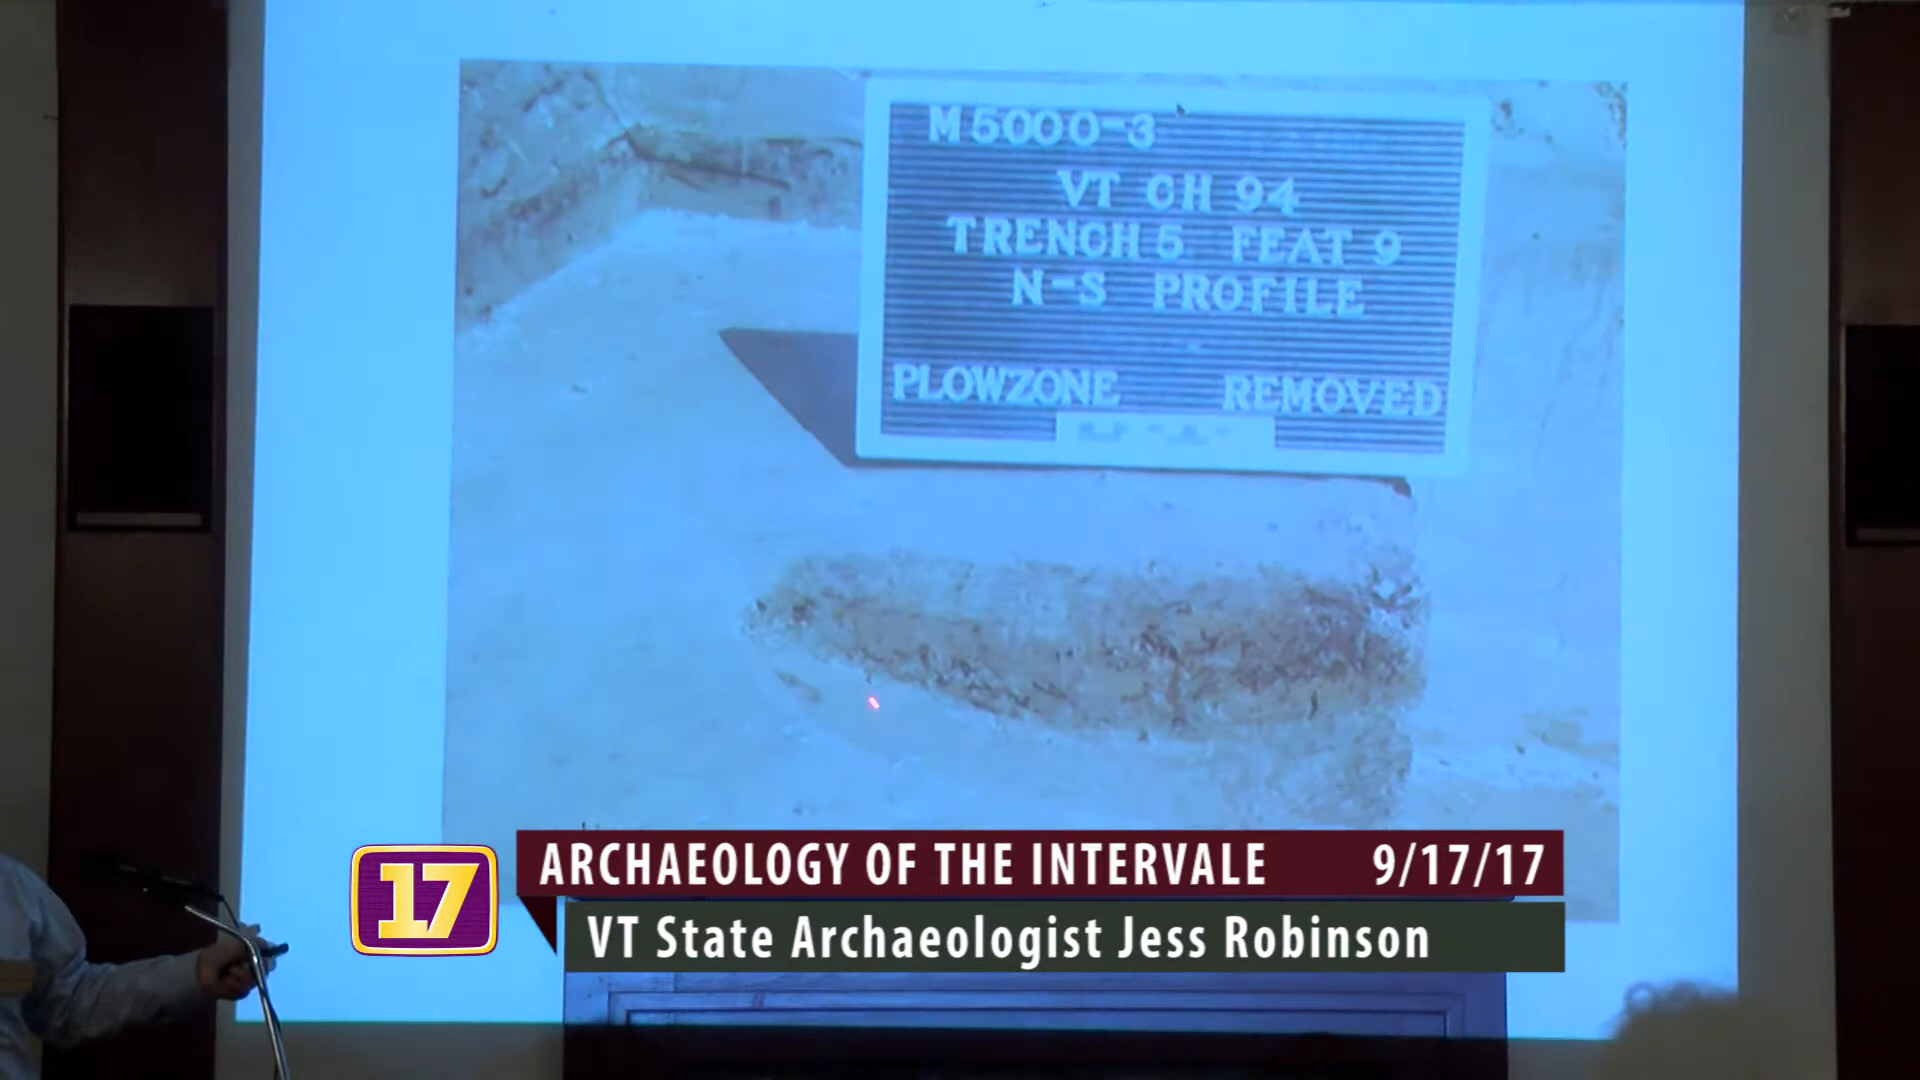 M5000-3
VT CH 94
TRENCH 5 FEAT 9
N-S PROFILE
PLOWZONE REMOVED
17
ARCHAEOLOGY OF THE INTERVALE 9/17/17
VT State Archaeologist Jess Robinson